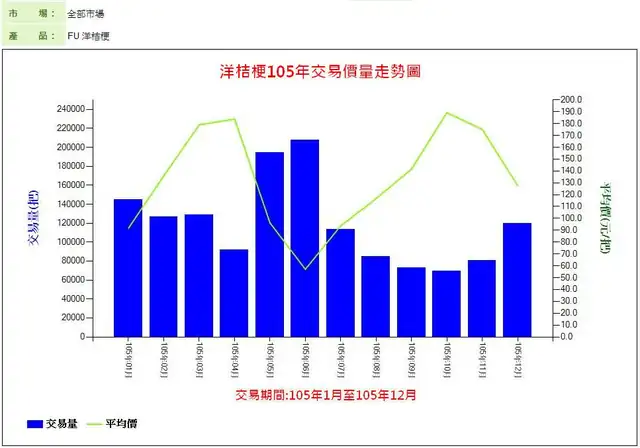 市 場： 全部市場
產 品： FU 洋桔梗
洋桔梗105年交易價量走勢圖
交易量(把)
240000
220000
200000
180000
160000
140000
120000
100000
80000
60000
40000
20000
0
200.0
190.0
180.0
170.0
160.0
150.0
140.0
130.0
120.0
110.0
100.0
90.0
80.0
70.0
60.0
50.0
40.0
30.0
20.0
10.0
0.0
平均價(元/把)
105年01月
105年02月
105年03月
105年04月
105年05月
105年06月
105年07月
105年08月
105年09月
105年10月
105年11月
105年12月
交易期間:105年1月至105年12月
交易量 平均價